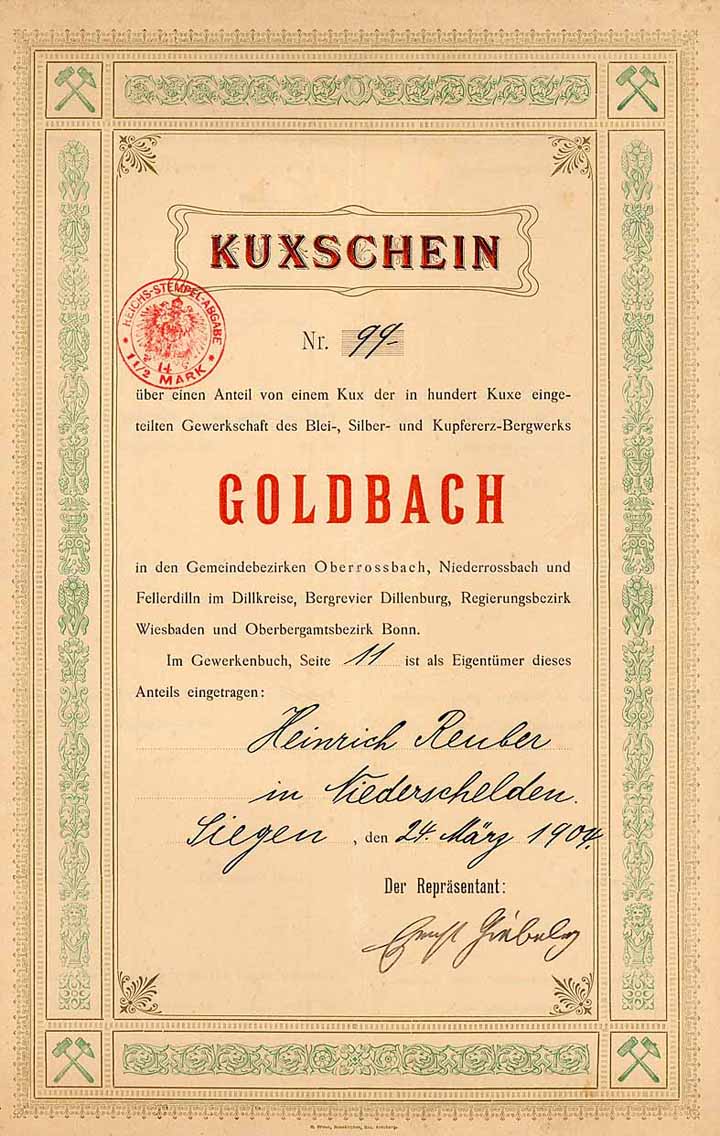 KUXSCHEIN
REICHS-STEMPEL-ABGABE
14
1 1/2 MARK
Nr. 99
über einen Anteil von einem Kux der in hundert Kuxe einge-
teilten Gewerkschaft des Blei-, Silber- und Kupfererz-Bergwerks
GOLDBACH
in den Gemeindebezirken Oberrossbach, Niederrossbach und
Fellerdilln im Dillkreise, Bergrevier Dillenburg, Regierungsbezirk
Wiesbaden und Oberbergamtsbezirk Bonn.
Im Gewerkenbuch, Seite 11 ist als Eigentümer dieses
Anteils eingetragen:
Heinrich Reuber
in Niederschelden.
Siegen, den 24. März 1904.
Der Repräsentant:
Ernst